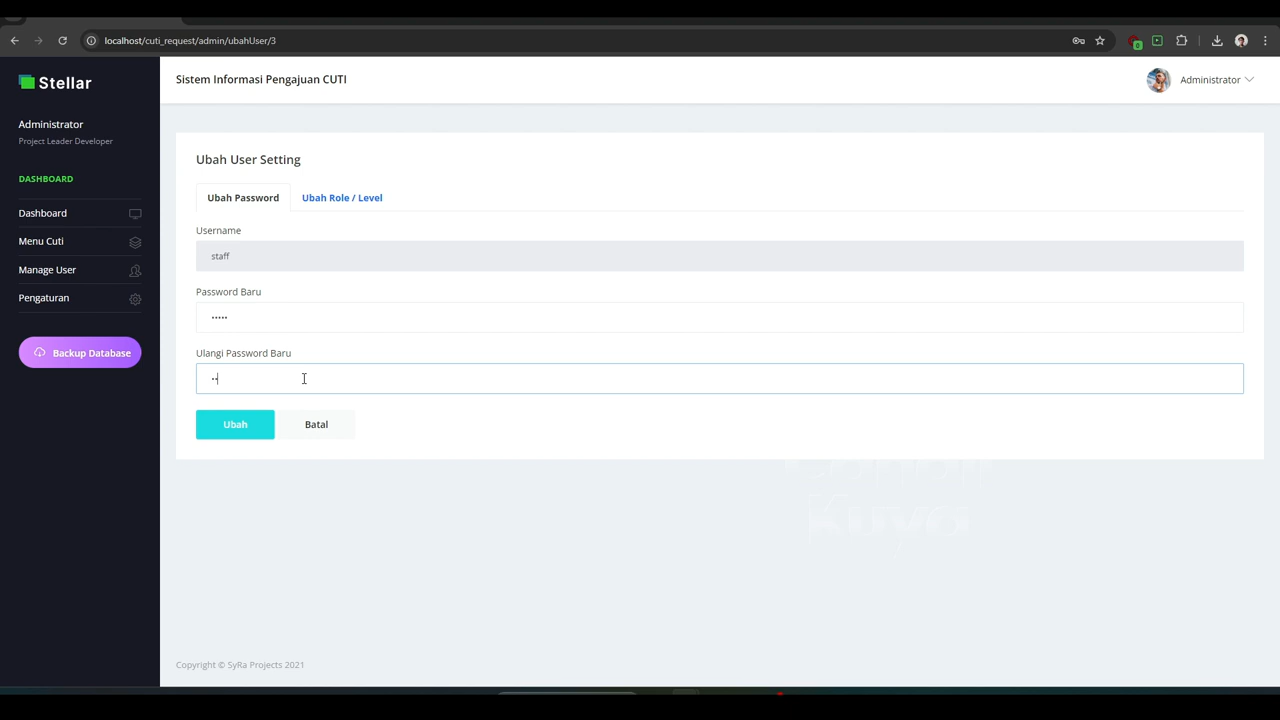 localhost/cuti_request/admin/ubahUser/3
0
Stellar
Sistem Informasi Pengajuan CUTI
Administrator
Administrator
Project Leader Developer
DASHBOARD
Dashboard
Menu Cuti
Manage User
Pengaturan
Backup Database
Ubah User Setting
Ubah Password
Ubah Role / Level
Username
staff
Password Baru
•••••
Ulangi Password Baru
••
Ubah
Batal
Copyright © SyRa Projects 2021